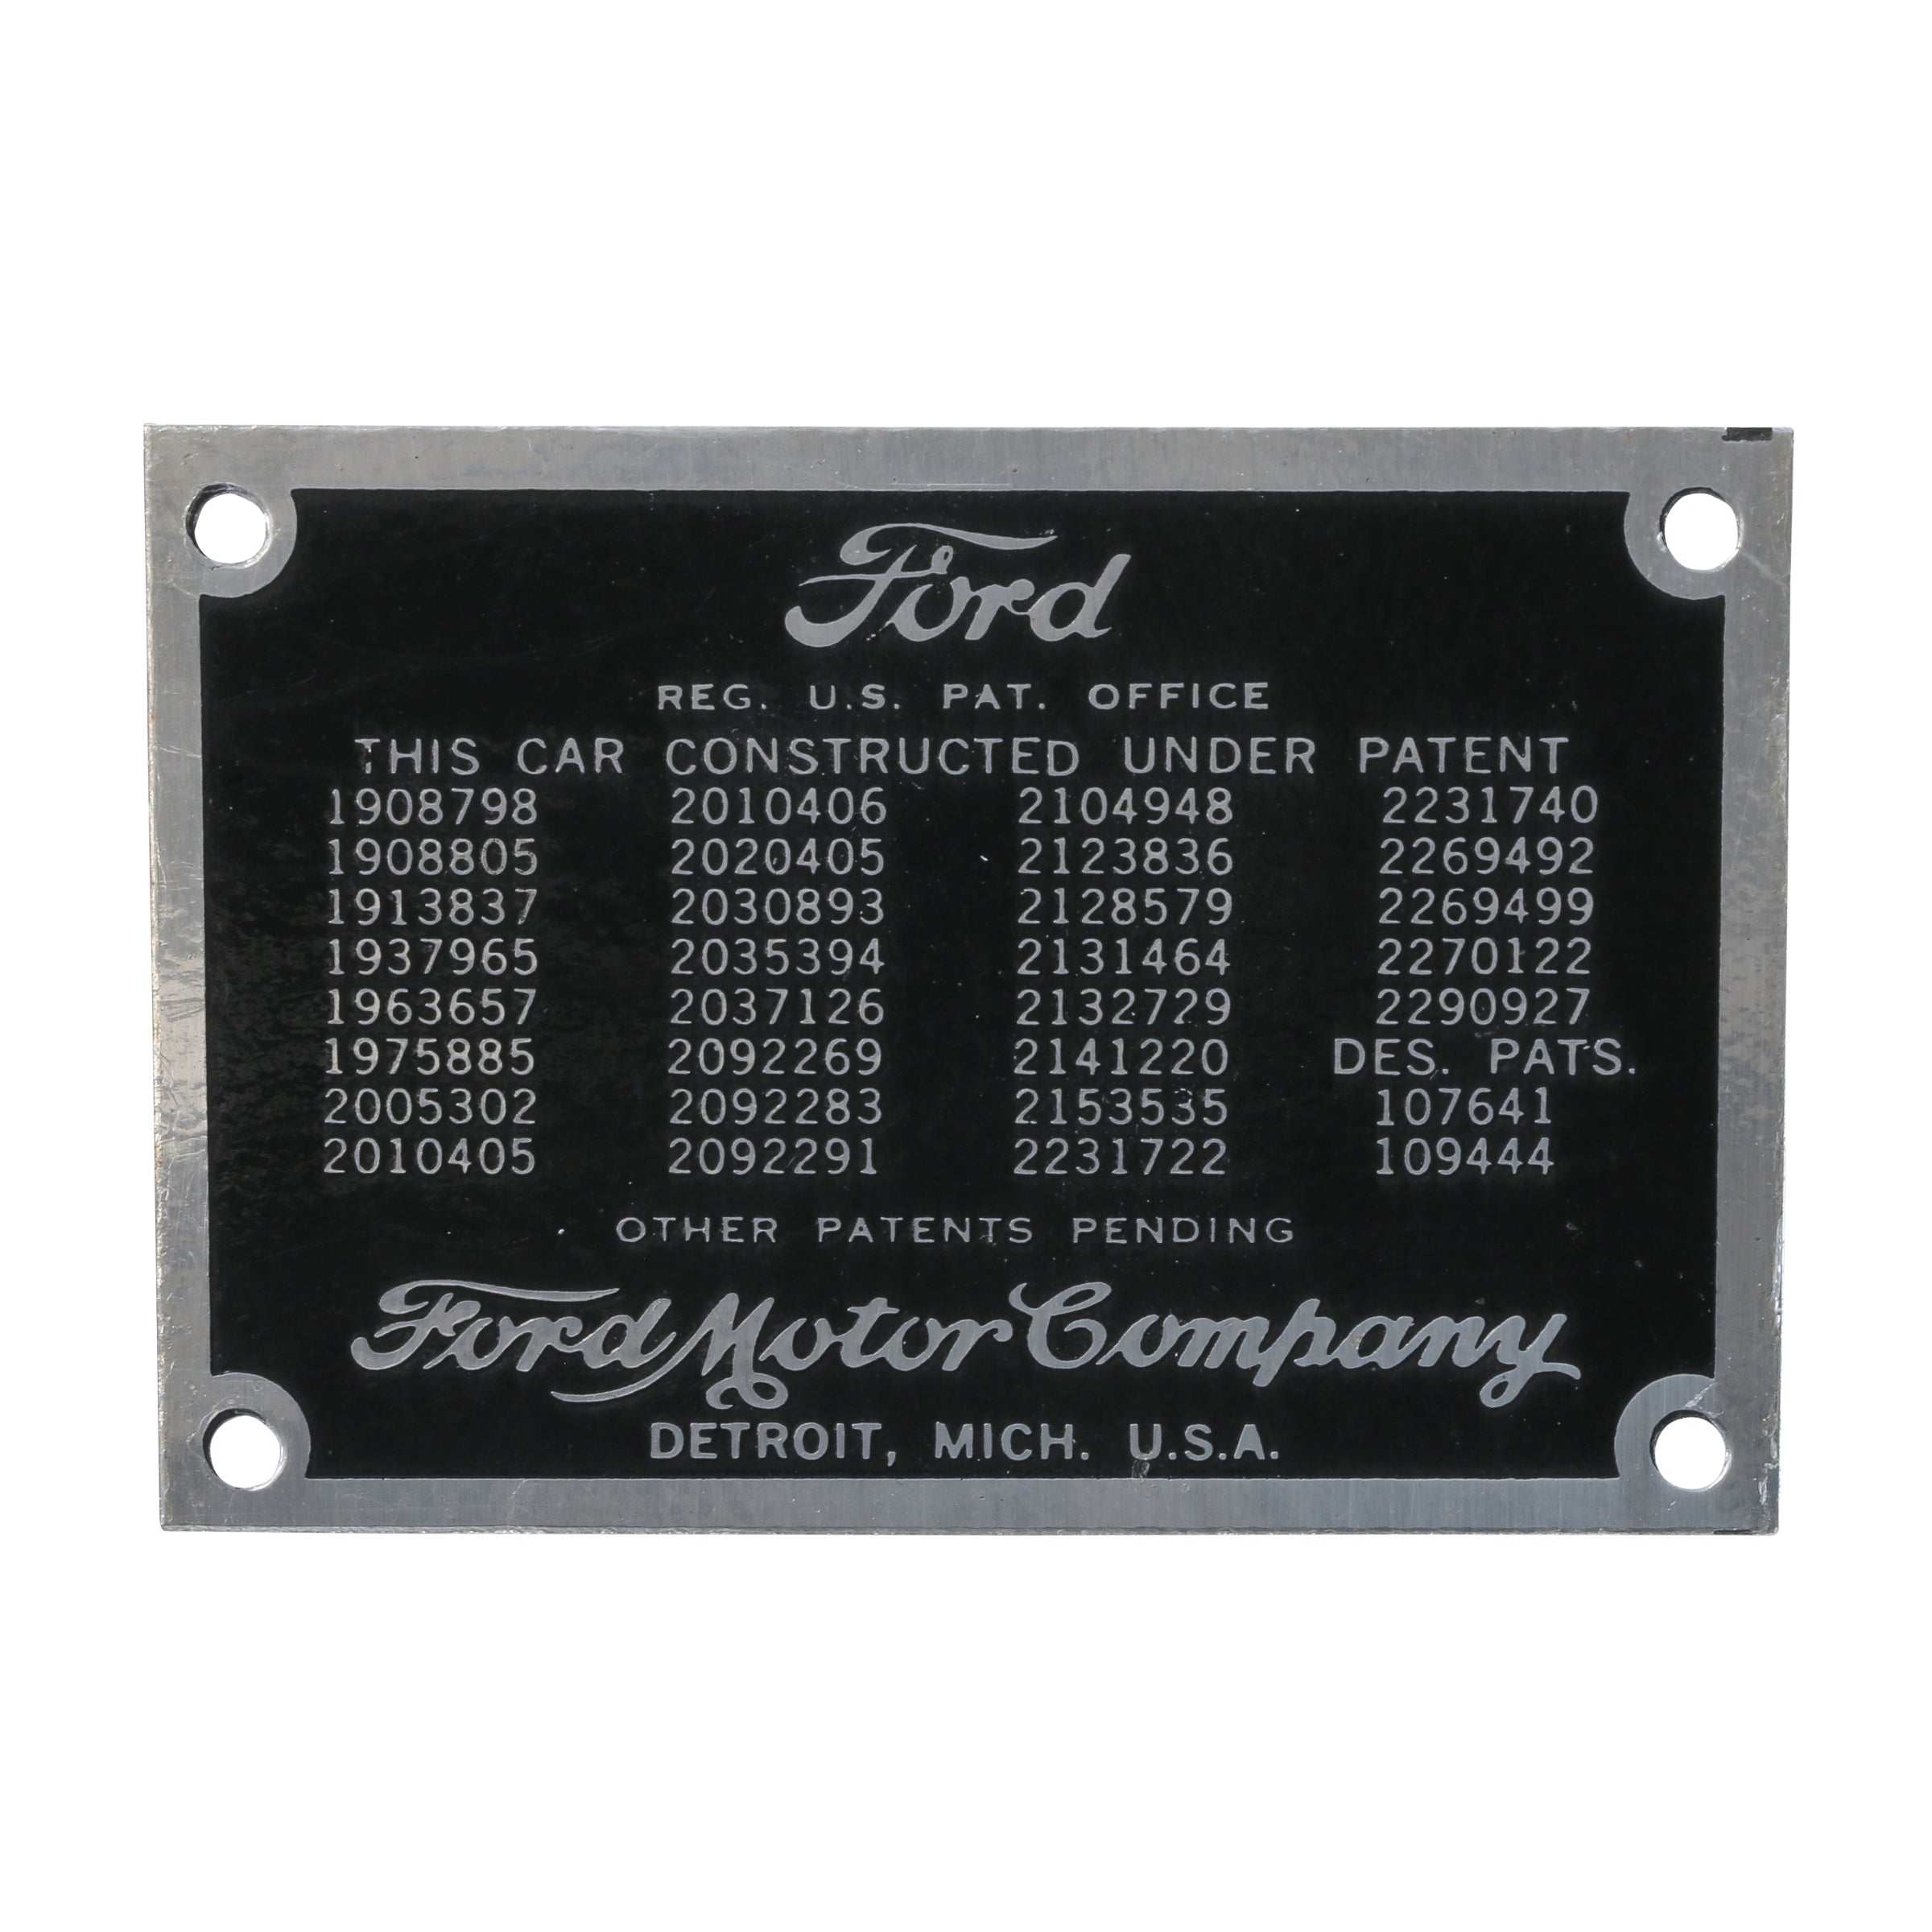 Ford
REG. U.S. PAT. OFFICE
THIS CAR CONSTRUCTED UNDER PATENT
1908798 2010406 2104948 2231740
1908805 2020405 2123836 2269492
1913837 2030893 2128579 2269499
1937965 2035394 2131464 2270122
1963657 2037126 2132729 2290927
1975885 2092269 2141220 DES. PATS.
2005302 2092283 2153535 107641
2010405 2092291 2231722 109444
OTHER PATENTS PENDING
Ford Motor Company
DETROIT, MICH. U.S.A.